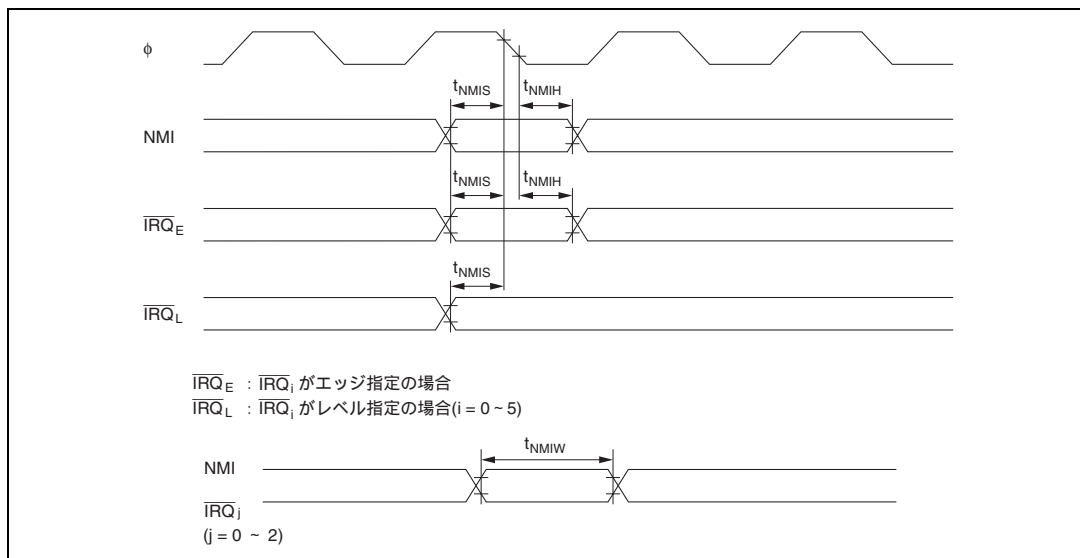 φ
tNMIS tNMIH
NMI
tNMIS tNMIH
IRQE
tNMIS
IRQL
IRQE : IRQi がエッジ指定の場合
IRQL : IRQi がレベル指定の場合(i = 0 ~ 5)
tNMIW
NMI
IRQj
(j = 0 ~ 2)